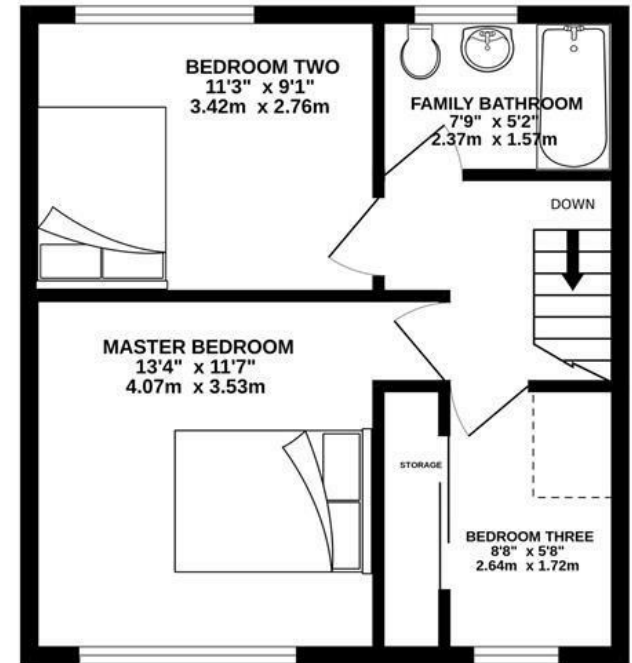 BEDROOM TWO
11'3" x 9'1"
3.42m x 2.76m
FAMILY BATHROOM
7'9" x 5'2"
2.37m x 1.57m
DOWN
MASTER BEDROOM
13'4" x 11'7"
4.07m x 3.53m
STORAGE
BEDROOM THREE
8'8" x 5'8"
2.64m x 1.72m